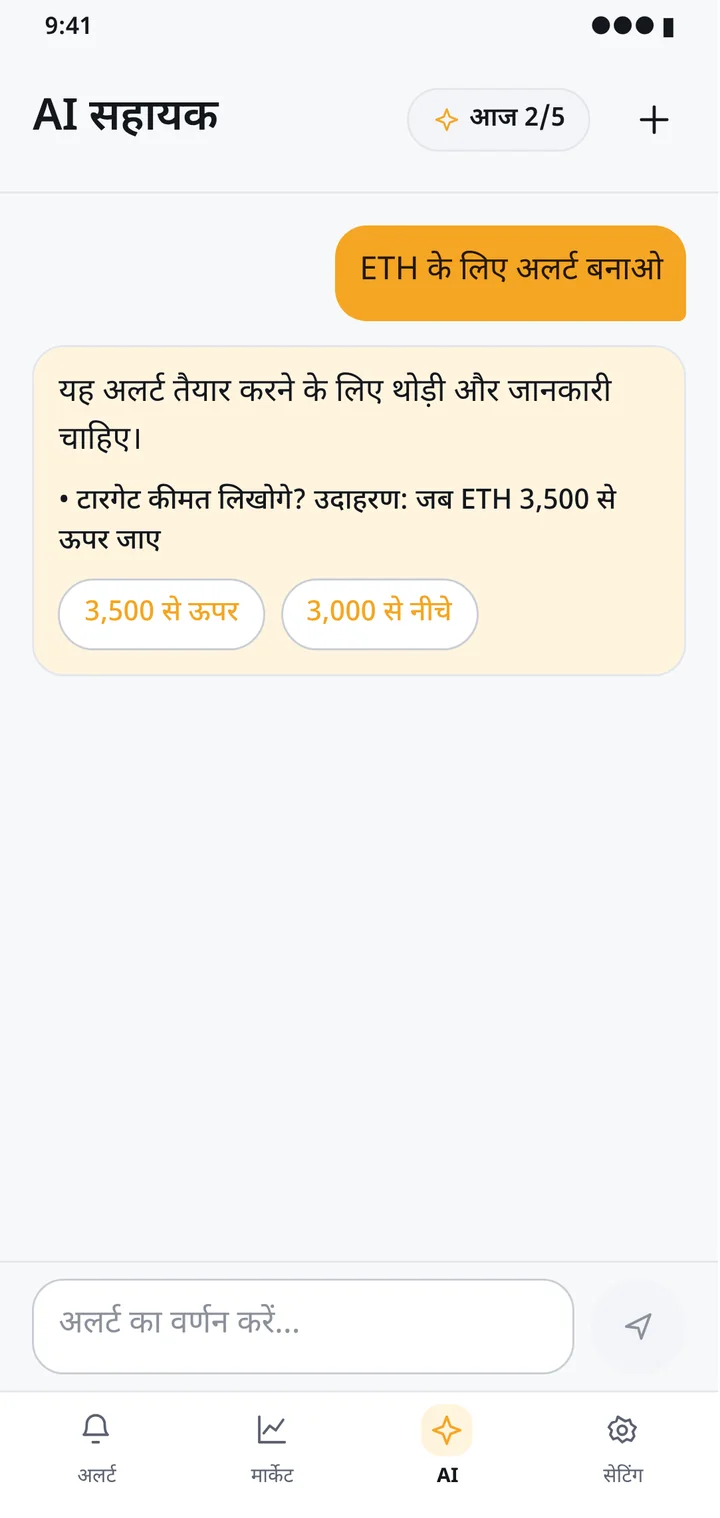 9:41
AI सहायक
आज 2/5
ETH के लिए अलर्ट बनाओ
यह अलर्ट तैयार करने के लिए थोड़ी और जानकारी
चाहिए।
• टारगेट कीमत लिखोगे? उदाहरण: जब ETH 3,500 से
ऊपर जाए
3,500 से ऊपर
3,000 से नीचे
अलर्ट का वर्णन करें...
अलर्ट
मार्केट
AI
सेटिंग